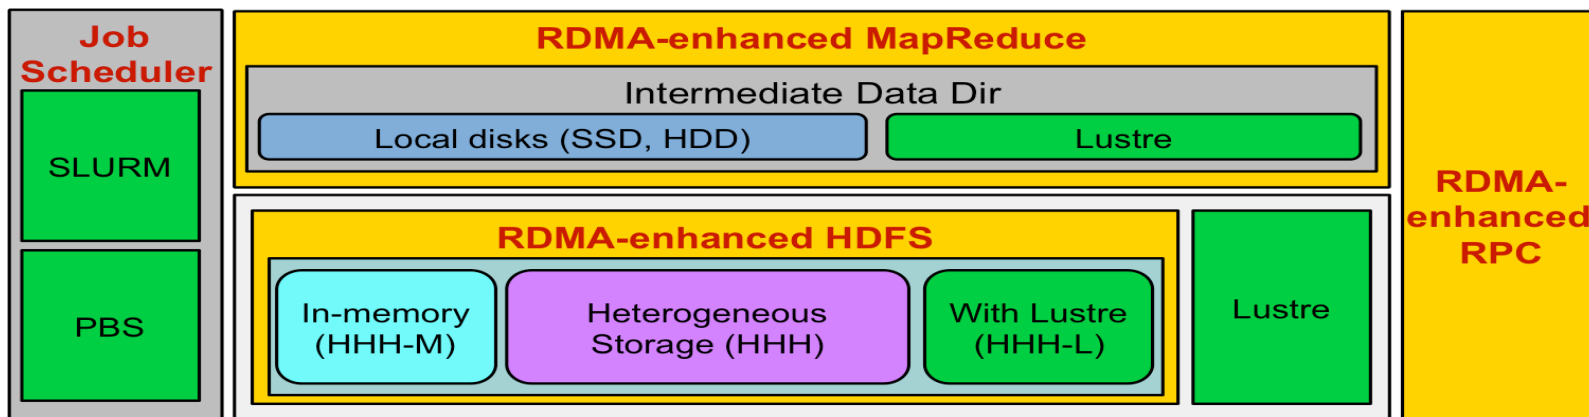 Job
Scheduler
SLURM
PBS
RDMA-enhanced MapReduce
Intermediate Data Dir
Local disks (SSD, HDD)
Lustre
RDMA-enhanced HDFS
In-memory
(HHH-M)
Heterogeneous
Storage (HHH)
With Lustre
(HHH-L)
Lustre
RDMA-
enhanced
RPC